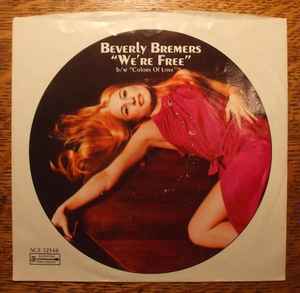 BEVERLY BREMERS
"WE'RE FREE"
b/w "Colors Of Love"